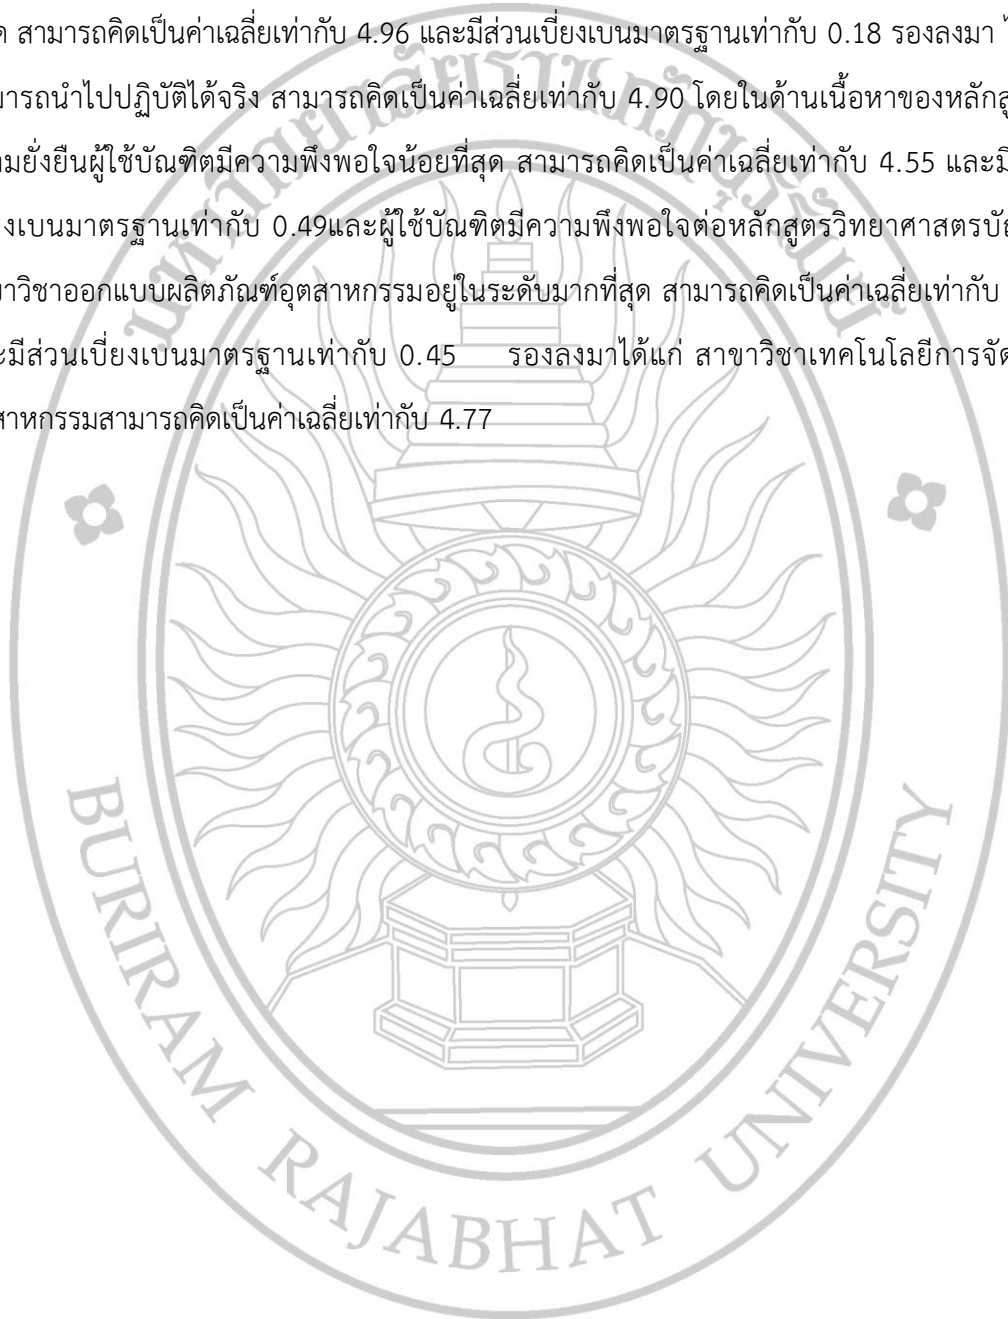 สามารถคิดเป็นค่าเฉลี่ยเท่ากับ 4.96 และมีส่วนเบี่ยงเบนมาตรฐานเท่ากับ 0.18 รองลงมา
มารถนำไปปฏิบัติได้จริง สามารถคิดเป็นค่าเฉลี่ยเท่ากับ 4.90 โดยในด้านเนื้อหาของหลักสู
ามยั่งยืนผู้ใช้บัณฑิตมีความพึงพอใจน้อยที่สุด สามารถคิดเป็นค่าเฉลี่ยเท่ากับ 4.55 และมี
งเบนมาตรฐานเท่ากับ 0.49และผู้ใช้บัณฑิตมีความพึงพอใจต่อหลักสูตรวิทยาศาสตรบัณ
าวิชาออกแบบผลิตภัณฑ์อุตสาหกรรมอยู่ในระดับมากที่สุด สามารถคิดเป็นค่าเฉลี่ยเท่ากับ
ะมีส่วนเบี่ยงเบนมาตรฐานเท่ากับ 0.45 รองลงมาได้แก่ สาขาวิชาเทคโนโลยีการจัด
สาหกรรมสามารถคิดเป็นค่าเฉลี่ยเท่ากับ 4.77
มหาวิทยาลัยราชภัฏบุรีรัมย์
BURIRAM RAJABHAT UNIVERSITY